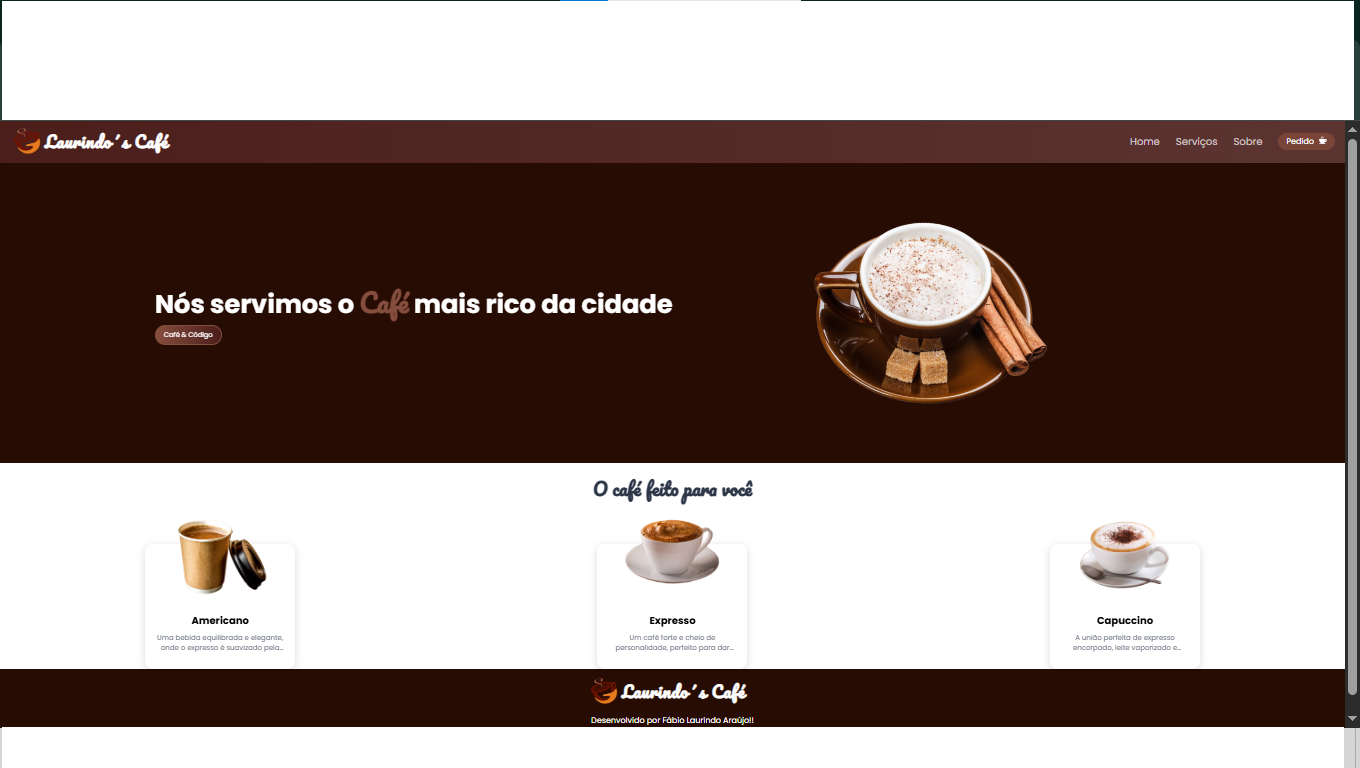 Laurindo´s Café
Home Serviços Sobre Pedido
Nós servimos o Café mais rico da cidade
Café & Código
O café feito para você
Americano
Uma bebida equilibrada e elegante,
onde o expresso é suavizado pela...
Expresso
Um café forte e cheio de
personalidade, perfeito para dar...
Capuccino
A união perfeita de expresso
encorpado, leite vaporizado e...
Laurindo´s Café
Desenvolvido por Fábio Laurindo Araújo!!